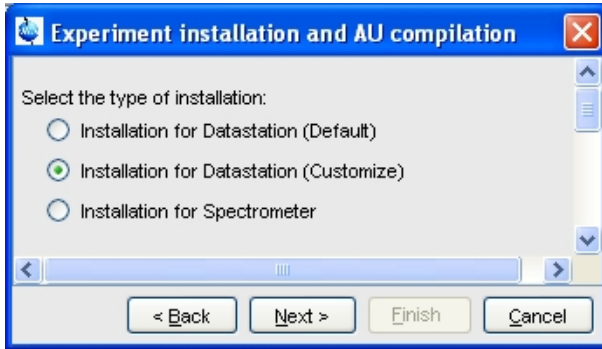 Experiment installation and AU compilation
Select the type of installation:
Installation for Datastation (Default)
Installation for Datastation (Customize)
Installation for Spectrometer
< Back Next > Finish Cancel